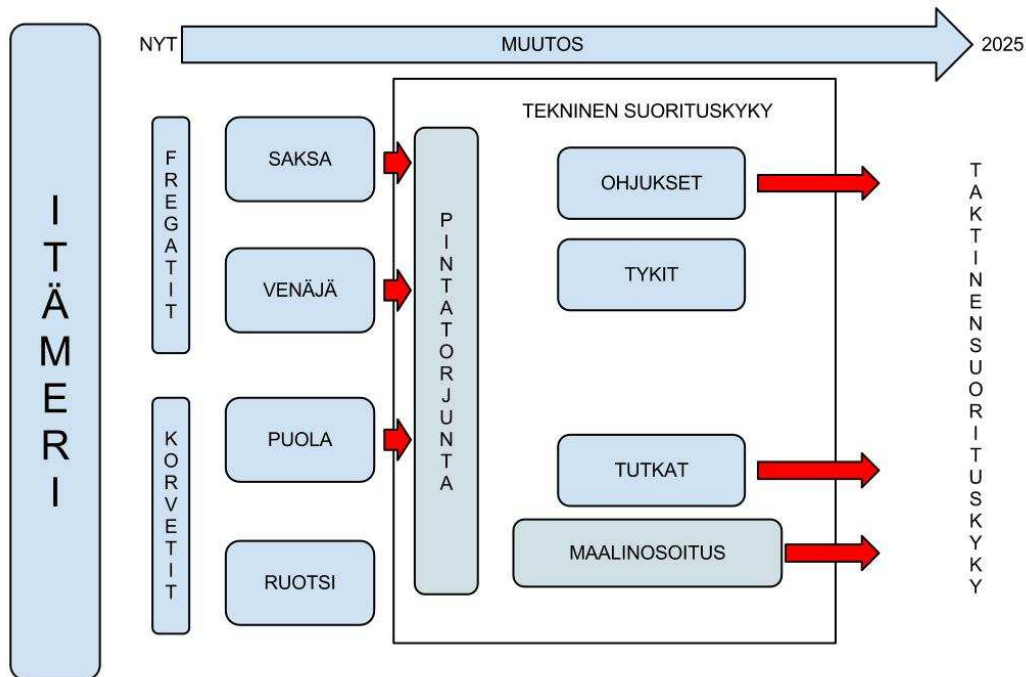 NYT
MUUTOS
2025
ITÄMERI
FREGATIT
KORVETIT
SAKSA
VENÄJÄ
PUOLA
RUOTSI
PINTATORJUNTA
TEKNINEN SUORITUSKYKY
OHJUKSET
TYKIT
TUTKAT
MAALINOSOITUS
TAKTINENSUORITUSKYKY